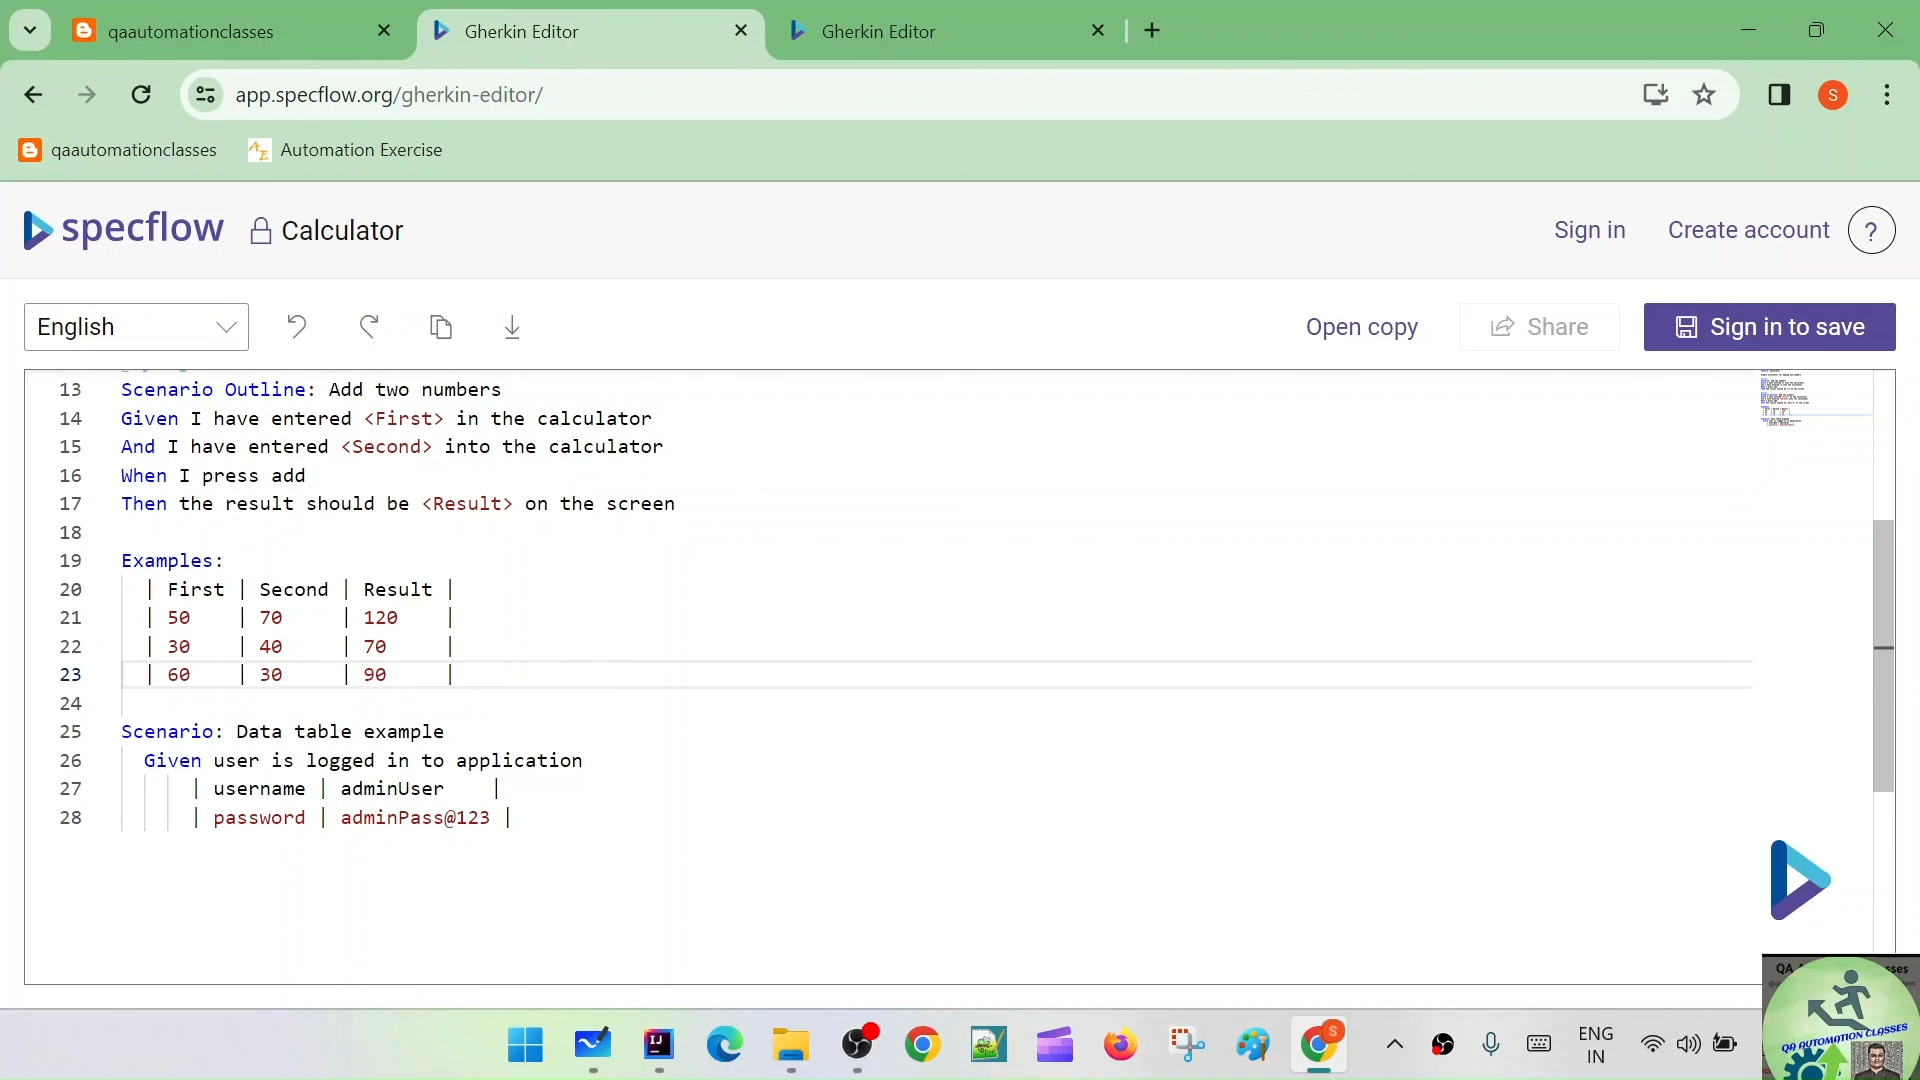 qaautomationclasses
Gherkin Editor
Gherkin Editor
app.specflow.org/gherkin-editor/
S
qaautomationclasses
Automation Exercise
specflow
Calculator
Sign in
Create account
?
English
Open copy
Share
Sign in to save
13 Scenario Outline: Add two numbers
14 Given I have entered <First> in the calculator
15 And I have entered <Second> into the calculator
16 When I press add
17 Then the result should be <Result> on the screen
18
19 Examples:
20 | First | Second | Result |
21 | 50 | 70 | 120 |
22 | 30 | 40 | 70 |
23 | 60 | 30 | 90 |
24
25 Scenario: Data table example
26 Given user is logged in to application
27 | username | adminUser |
28 | password | adminPass@123 |
QA AUTOMATION CLASSES
IJ
S
ENG
IN